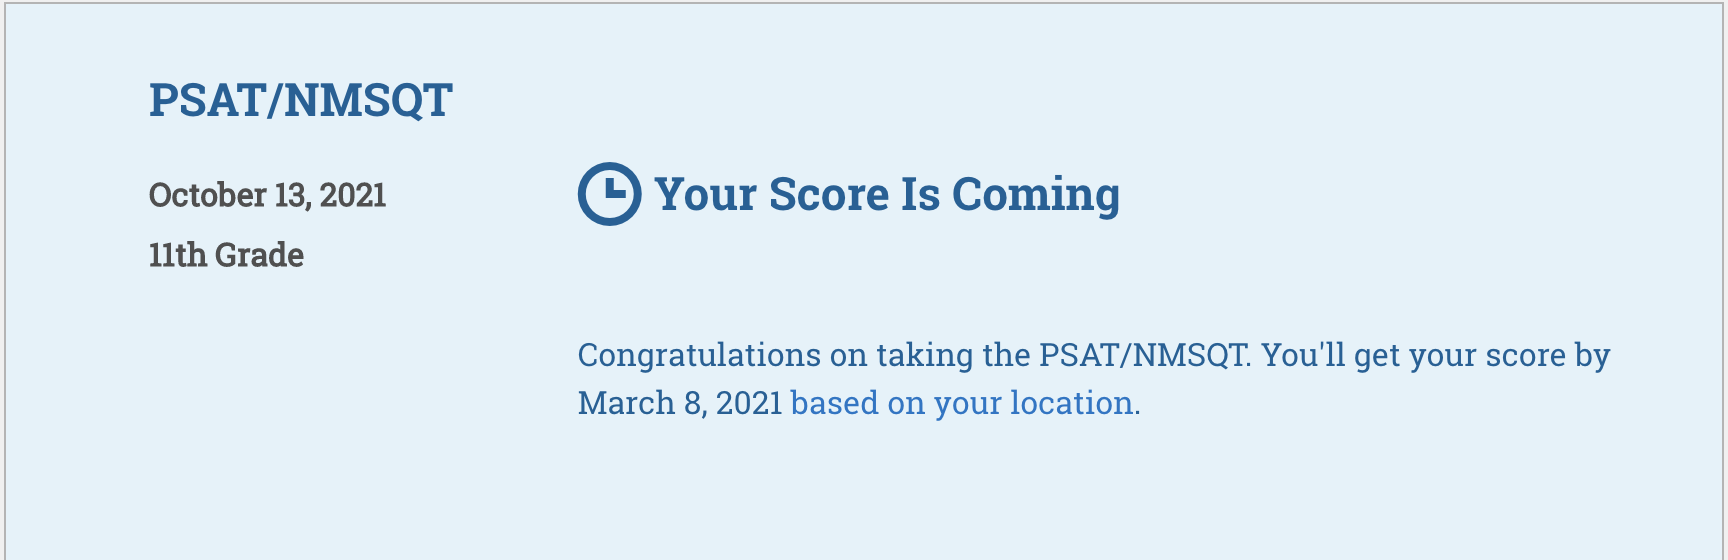 PSAT/NMSQT
October 13, 2021
11th Grade
Your Score Is Coming
Congratulations on taking the PSAT/NMSQT. You'll get your score by
March 8, 2021 based on your location.